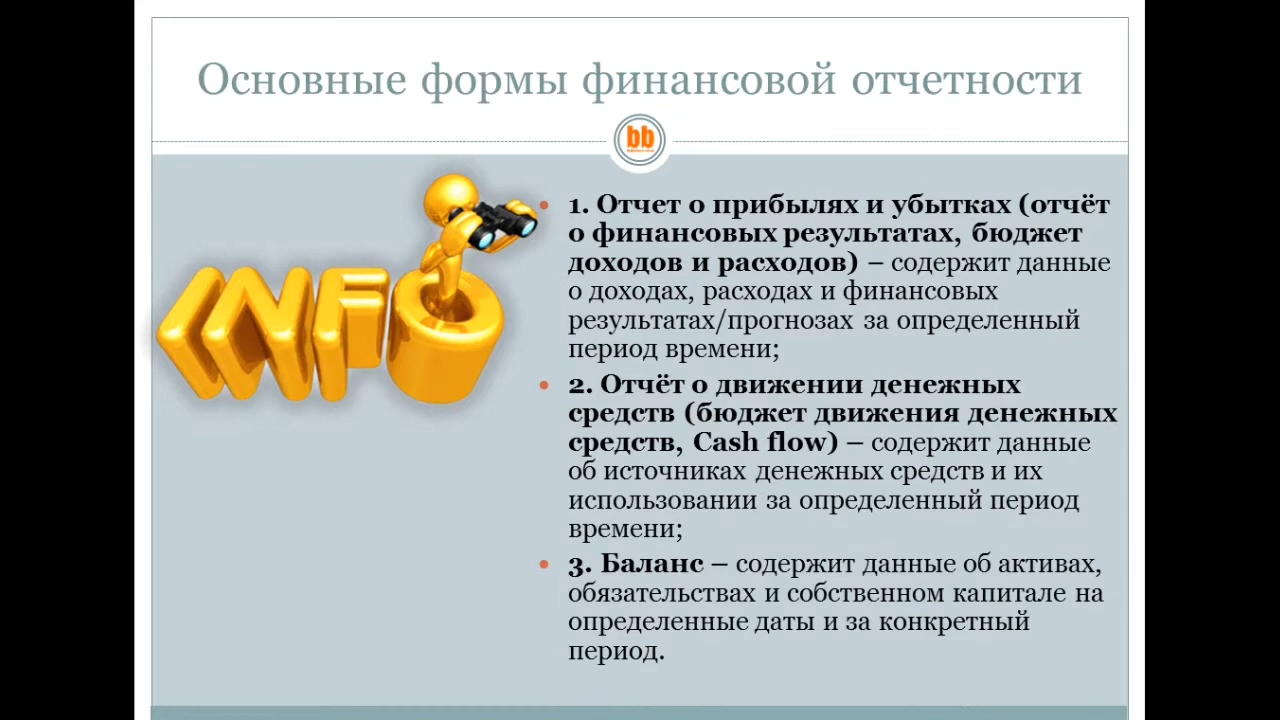 Основные формы финансовой отчетности
bb
INFO
1. Отчет о прибылях и убытках (отчёт
о финансовых результатах, бюджет
доходов и расходов) – содержит данные
о доходах, расходах и финансовых
результатах/прогнозах за определенный
период времени;
2. Отчёт о движении денежных
средств (бюджет движения денежных
средств, Cash flow) – содержит данные
об источниках денежных средств и их
использовании за определенный период
времени;
3. Баланс – содержит данные об активах,
обязательствах и собственном капитале на
определенные даты и за конкретный
период.